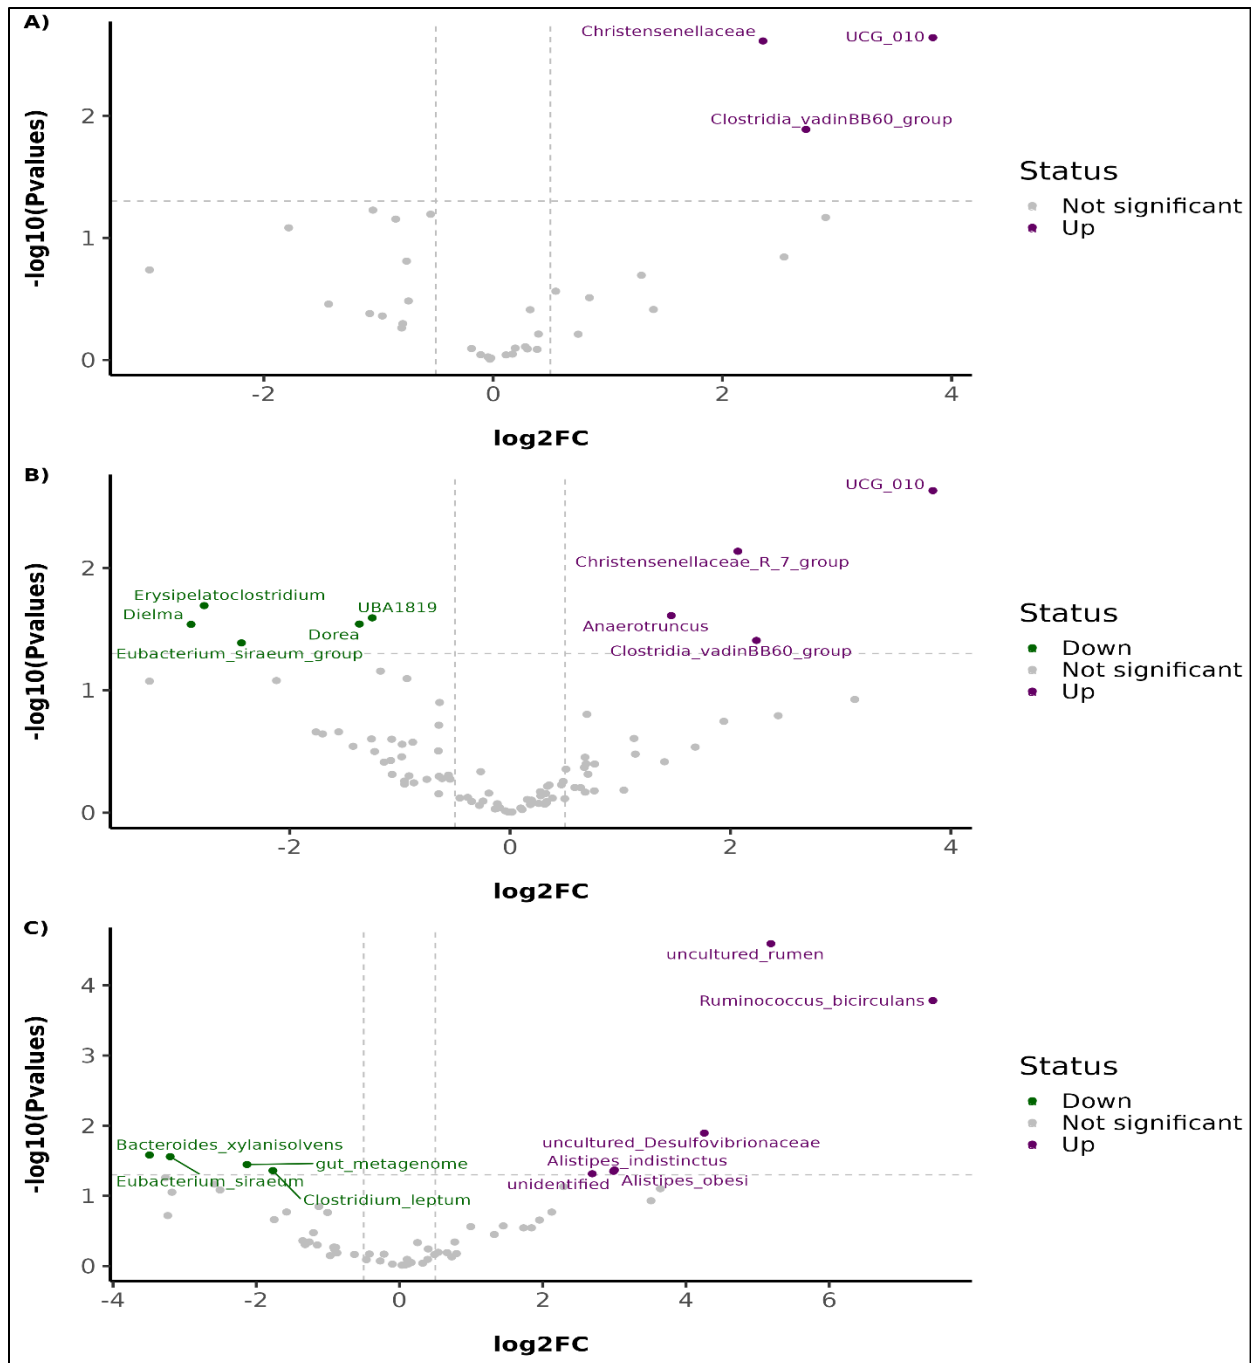 A)
Christensenellaceae
UCG_010
Clostridia_vadinBB60_group
-log10(Pvalues)
2
1
0
-2
0
2
4
log2FC
Status
Not significant
Up
B)
UCG_010
Christensenellaceae_R_7_group
Erysipelatoclostridium
Dielma
UBA1819
Dorea
Anaerotruncus
Eubacterium_siraeum_group
Clostridia_vadinBB60_group
-log10(Pvalues)
2
1
0
-2
0
2
4
log2FC
Status
Down
Not significant
Up
C)
uncultured_rumen
Ruminococcus_bicirculans
uncultured_Desulfovibrionaceae
Bacteroides_xylanisolvens
Alistipes_indistinctus
gut_metagenome
Eubacterium_siraeum
unidentified
Alistipes_obesi
Clostridium_leptum
-log10(Pvalues)
4
3
2
1
0
-4
-2
0
2
4
6
log2FC
Status
Down
Not significant
Up